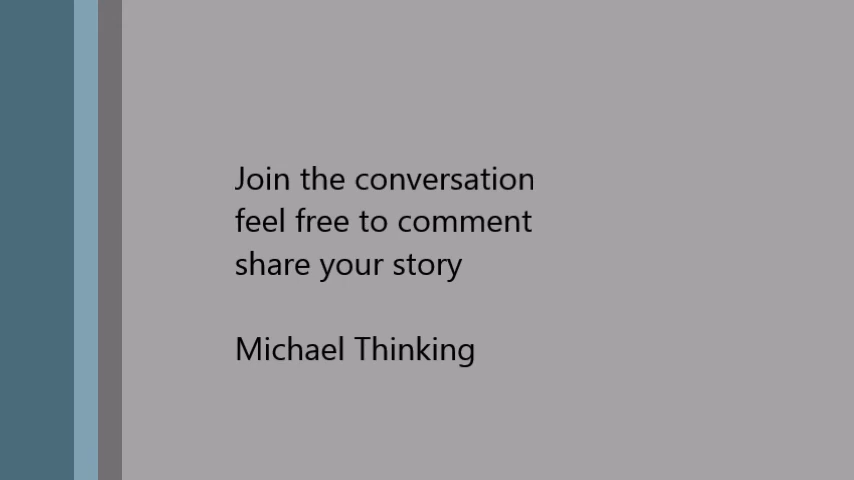 Join the conversation
feel free to comment
share your story
Michael Thinking